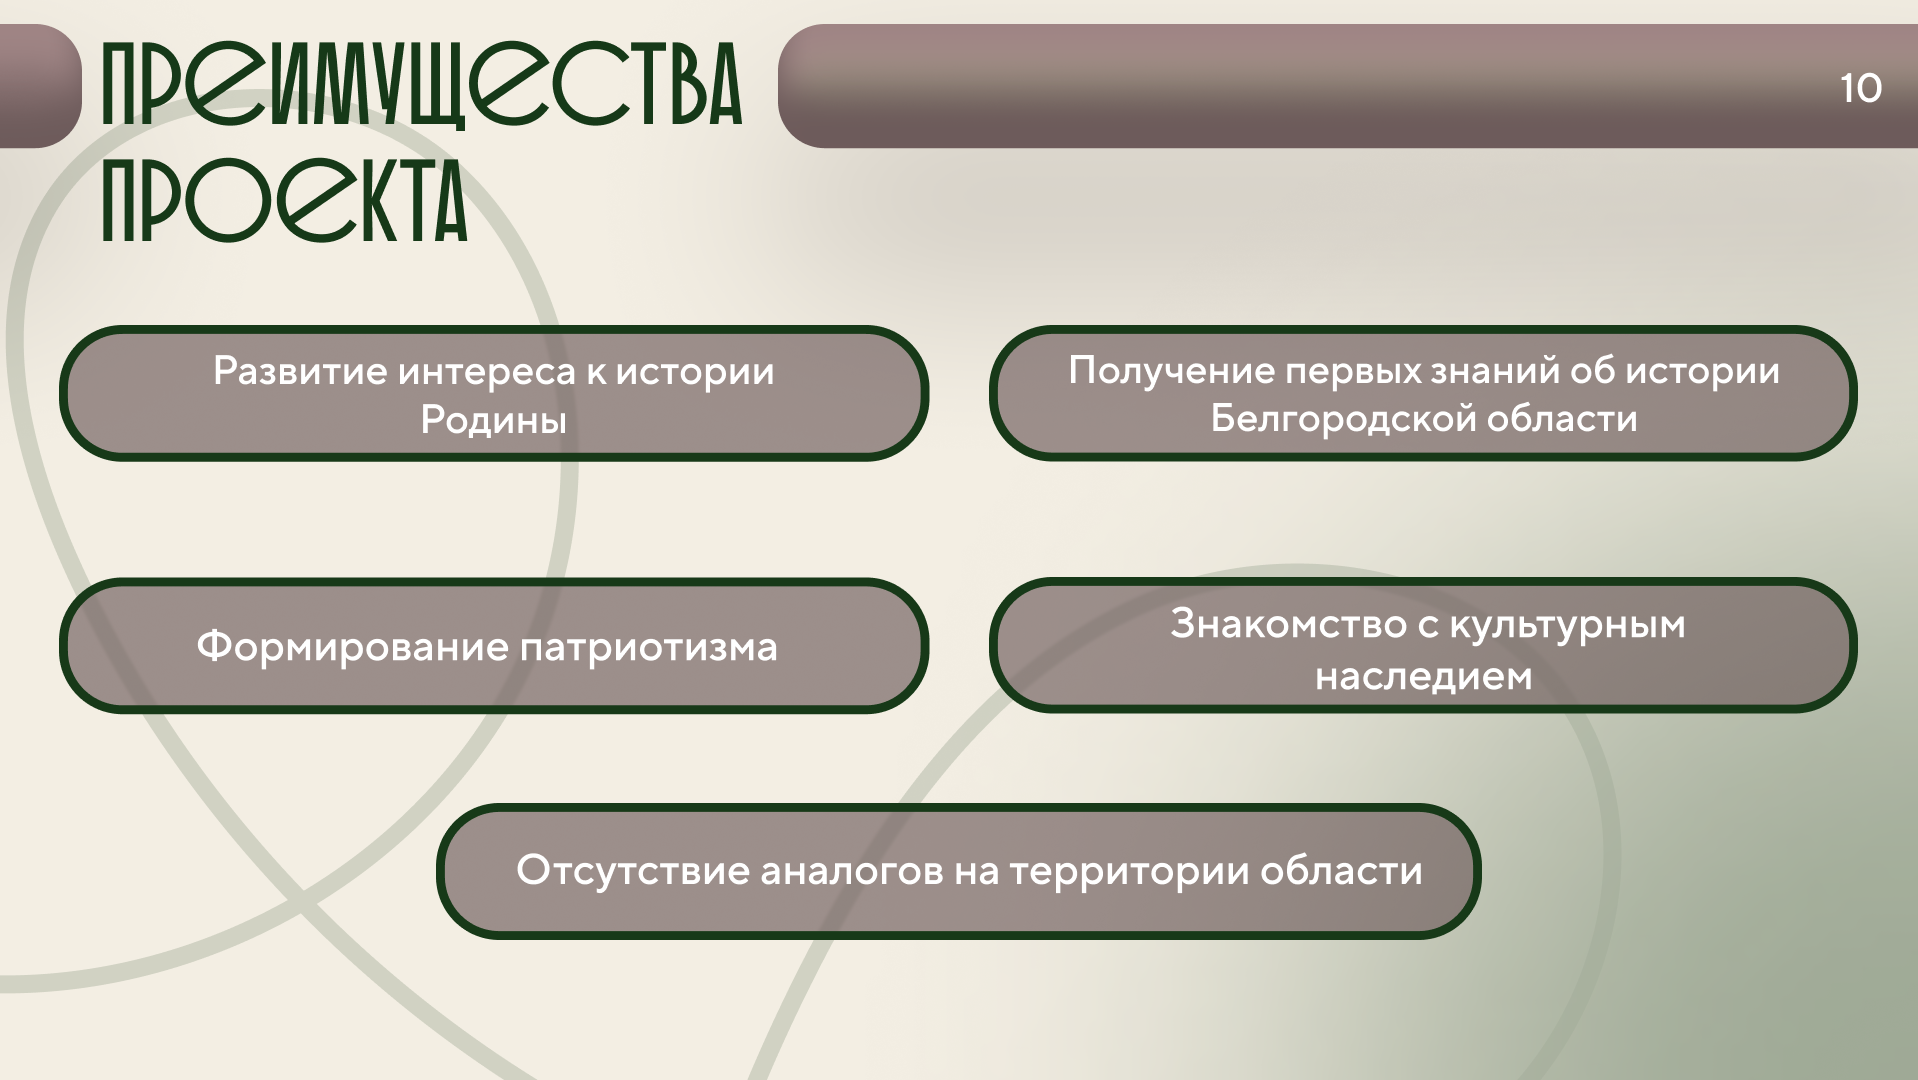 ПРЕИМУЩЕСТВА
10
ПРОЕКТА
Развитие интереса к истории
Родины
Получение первых знаний об истории
Белгородской области
Формирование патриотизма
Знакомство с культурным
наследием
Отсутствие аналогов на территории области